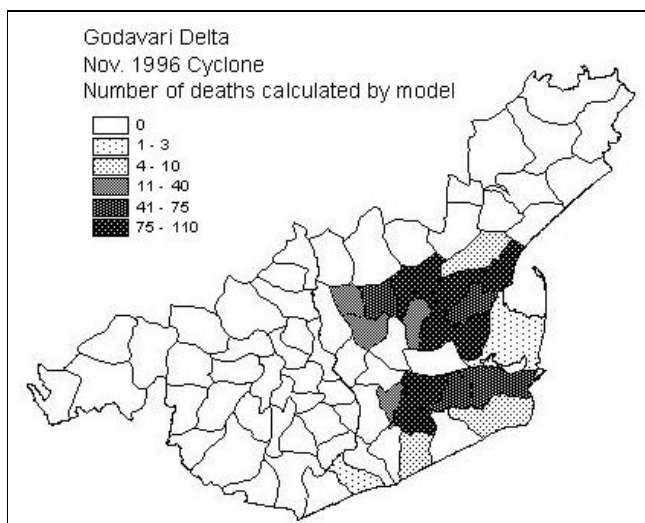 Godavari Delta
Nov. 1996 Cyclone
Number of deaths calculated by model
0
1 - 3
4 - 10
11 - 40
41 - 75
75 - 110